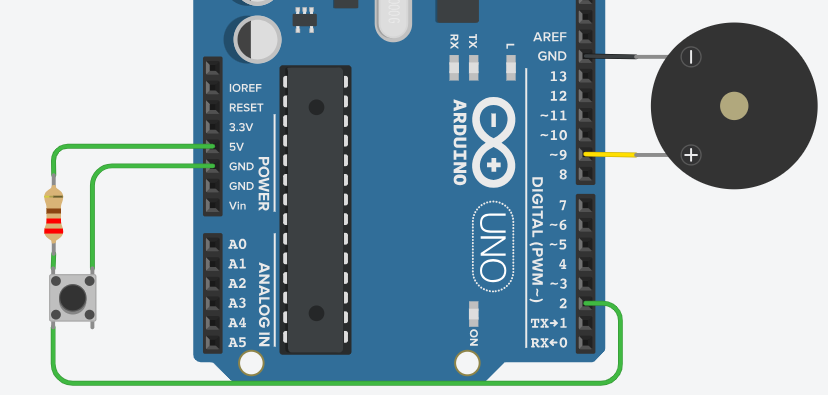 AREF
GND
13
12
~11
~10
~9
8
7
~6
~5
4
~3
2
TX→1
RX←0
DIGITAL (PWM~)
RX
TX
L
ARDUINO
UNO
ON
IOREF
RESET
3.3V
5V
GND
GND
Vin
POWER
A0
A1
A2
A3
A4
A5
ANALOG IN